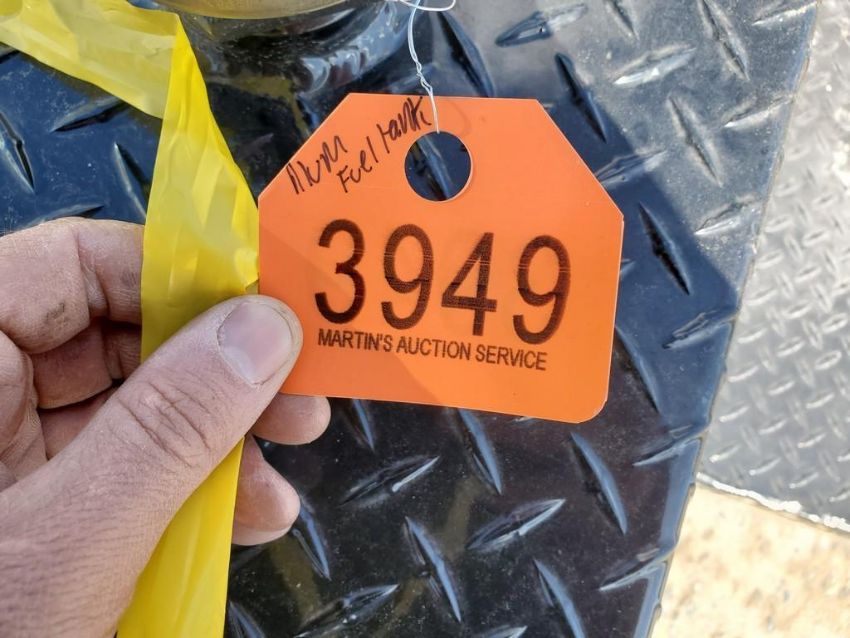 Alum
Fuel tank
3949
MARTIN'S AUCTION SERVICE